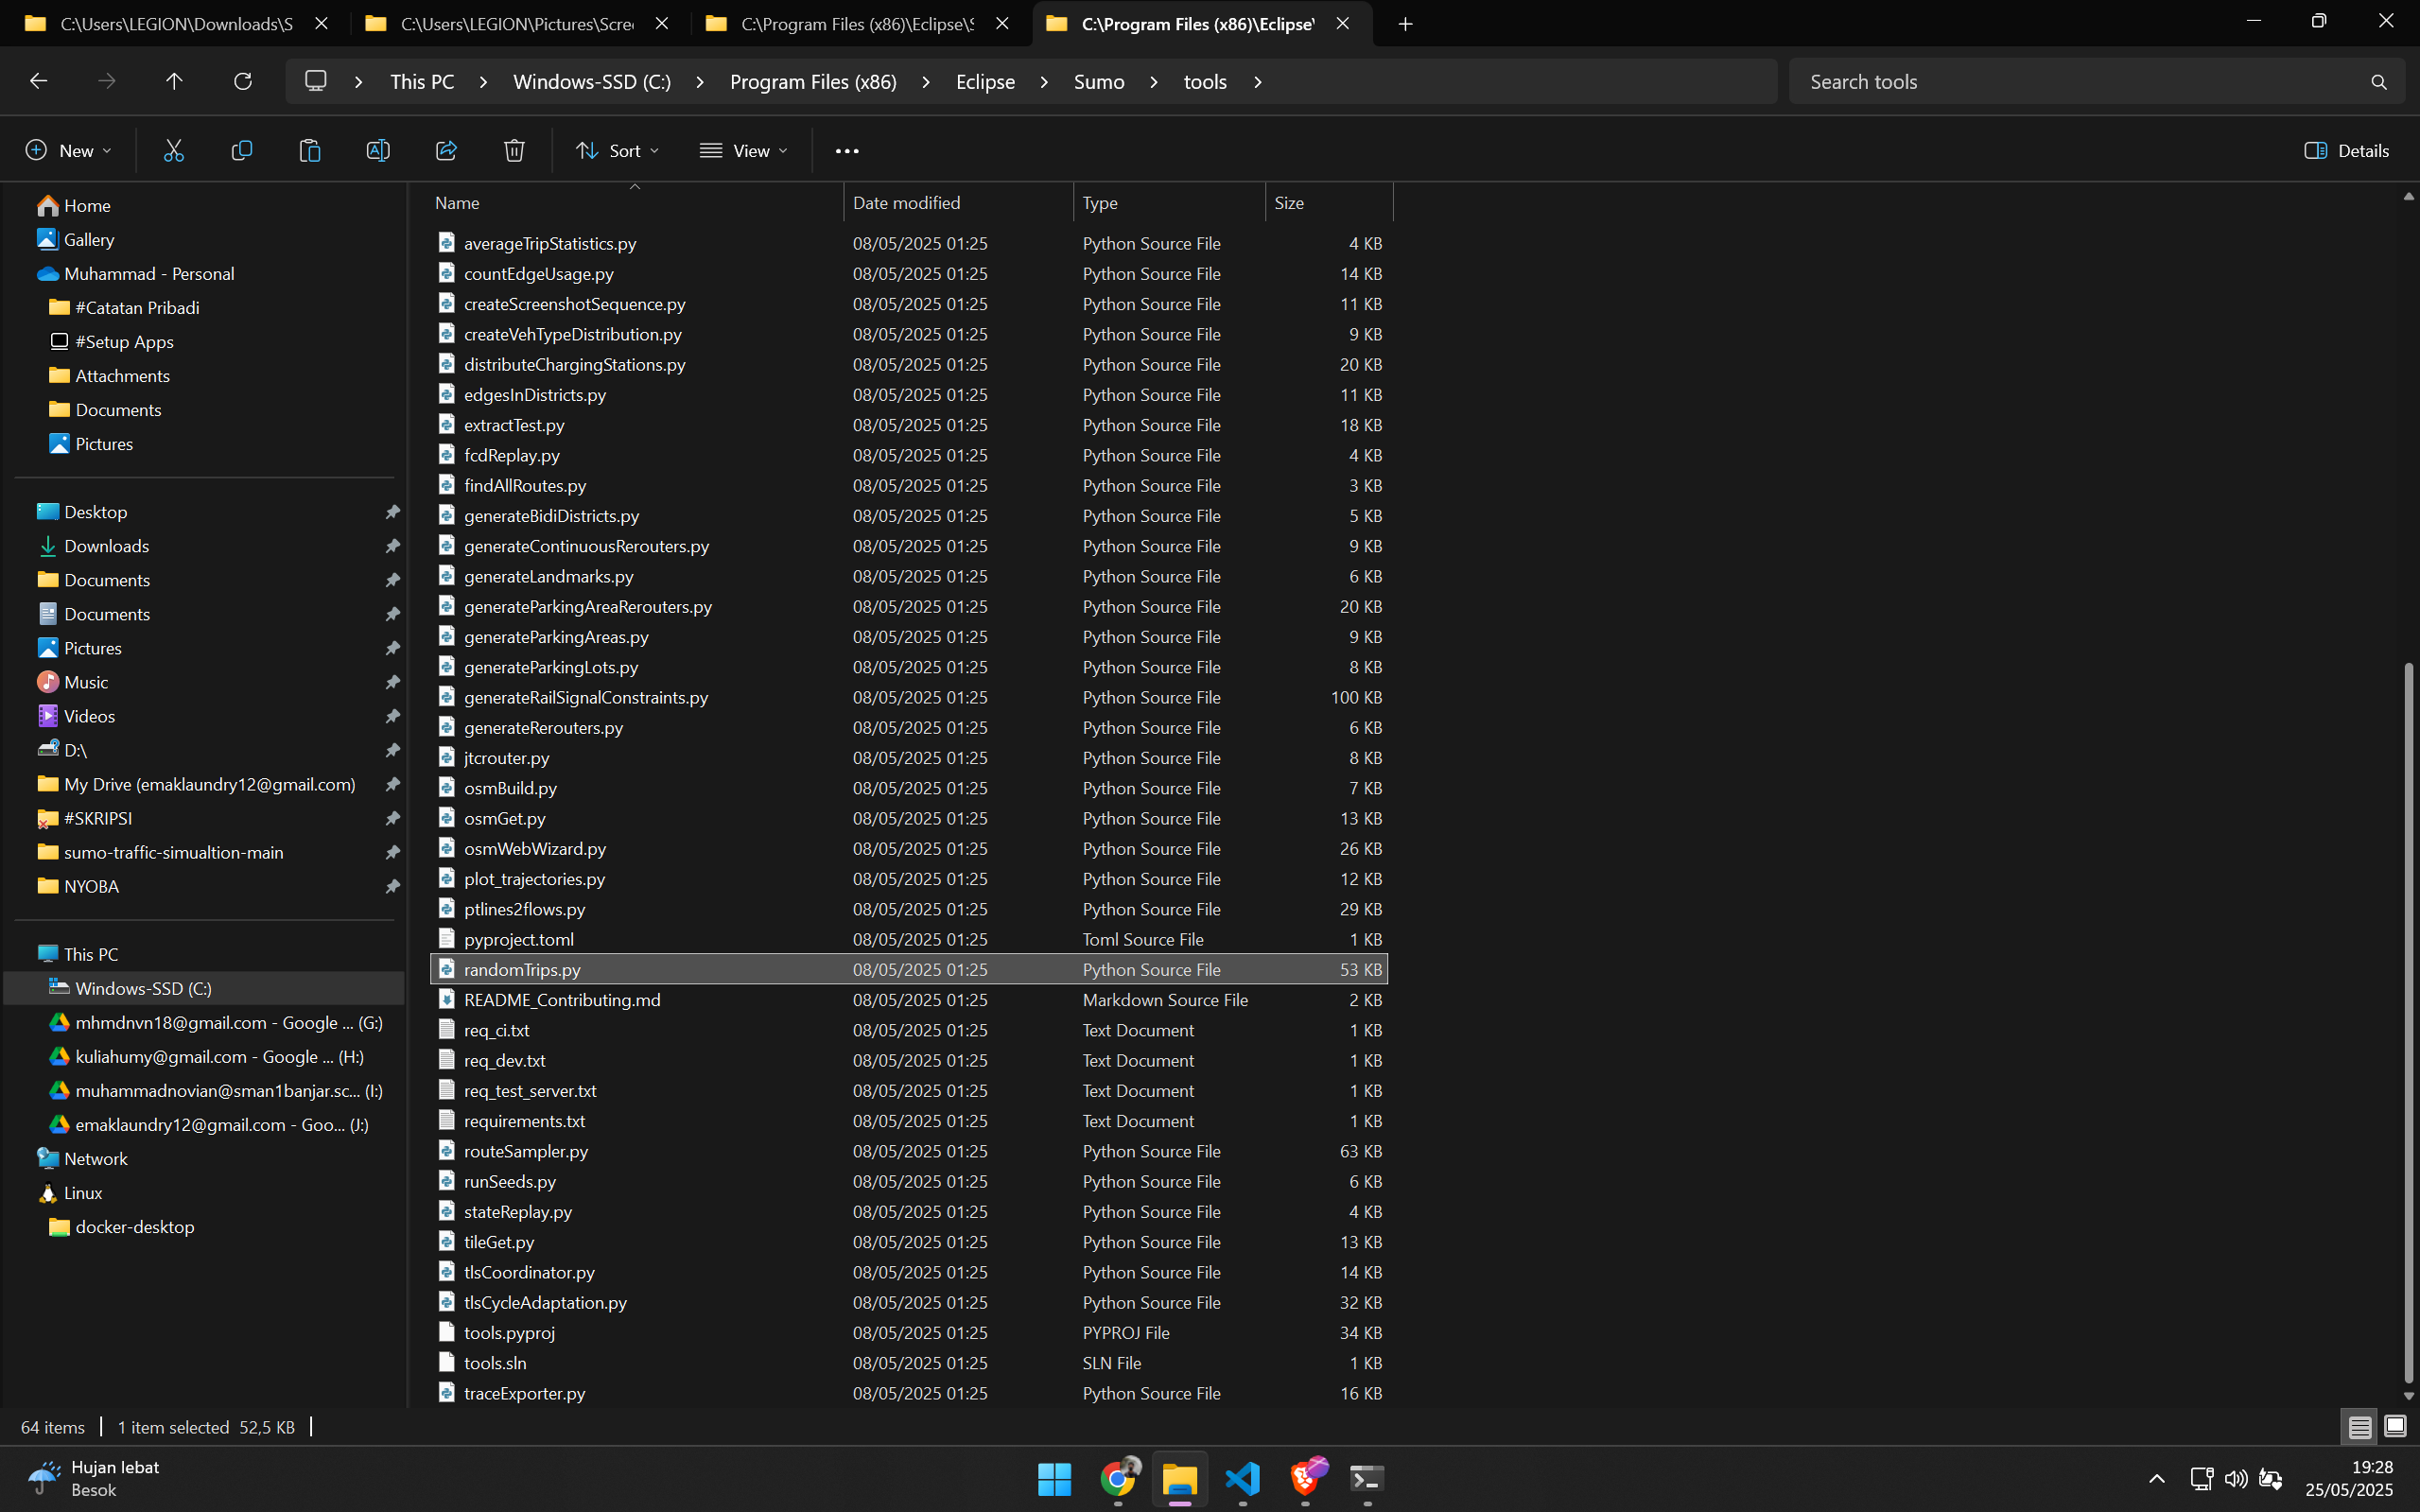 C:\Users\LEGION\Downloads\S
C:\Users\LEGION\Pictures\Scree
C:\Program Files (x86)\Eclipse\S
C:\Program Files (x86)\Eclipse\
This PC > Windows-SSD (C:) > Program Files (x86) > Eclipse > Sumo > tools >
Search tools
New
Sort
View
Details
Home
Gallery
Muhammad - Personal
#Catatan Pribadi
#Setup Apps
Attachments
Documents
Pictures
Desktop
Downloads
Documents
Documents
Pictures
Music
Videos
D:\
My Drive (emaklaundry12@gmail.com)
#SKRIPSI
sumo-traffic-simualtion-main
NYOBA
This PC
Windows-SSD (C:)
mhmdnvn18@gmail.com - Google ... (G:)
kuliahumy@gmail.com - Google ... (H:)
muhammadnovian@sman1banjar.sc... (I:)
emaklaundry12@gmail.com - Goo... (J:)
Network
Linux
docker-desktop
Name Date modified Type Size
averageTripStatistics.py 08/05/2025 01:25 Python Source File 4 KB
countEdgeUsage.py 08/05/2025 01:25 Python Source File 14 KB
createScreenshotSequence.py 08/05/2025 01:25 Python Source File 11 KB
createVehTypeDistribution.py 08/05/2025 01:25 Python Source File 9 KB
distributeChargingStations.py 08/05/2025 01:25 Python Source File 20 KB
edgesInDistricts.py 08/05/2025 01:25 Python Source File 11 KB
extractTest.py 08/05/2025 01:25 Python Source File 18 KB
fcdReplay.py 08/05/2025 01:25 Python Source File 4 KB
findAllRoutes.py 08/05/2025 01:25 Python Source File 3 KB
generateBidiDistricts.py 08/05/2025 01:25 Python Source File 5 KB
generateContinuousRerouters.py 08/05/2025 01:25 Python Source File 9 KB
generateLandmarks.py 08/05/2025 01:25 Python Source File 6 KB
generateParkingAreaRerouters.py 08/05/2025 01:25 Python Source File 20 KB
generateParkingAreas.py 08/05/2025 01:25 Python Source File 9 KB
generateParkingLots.py 08/05/2025 01:25 Python Source File 8 KB
generateRailSignalConstraints.py 08/05/2025 01:25 Python Source File 100 KB
generateRerouters.py 08/05/2025 01:25 Python Source File 6 KB
jtcrouter.py 08/05/2025 01:25 Python Source File 8 KB
osmBuild.py 08/05/2025 01:25 Python Source File 7 KB
osmGet.py 08/05/2025 01:25 Python Source File 13 KB
osmWebWizard.py 08/05/2025 01:25 Python Source File 26 KB
plot_trajectories.py 08/05/2025 01:25 Python Source File 12 KB
ptlines2flows.py 08/05/2025 01:25 Python Source File 29 KB
pyproject.toml 08/05/2025 01:25 Toml Source File 1 KB
randomTrips.py 08/05/2025 01:25 Python Source File 53 KB
README_Contributing.md 08/05/2025 01:25 Markdown Source File 2 KB
req_ci.txt 08/05/2025 01:25 Text Document 1 KB
req_dev.txt 08/05/2025 01:25 Text Document 1 KB
req_test_server.txt 08/05/2025 01:25 Text Document 1 KB
requirements.txt 08/05/2025 01:25 Text Document 1 KB
routeSampler.py 08/05/2025 01:25 Python Source File 63 KB
runSeeds.py 08/05/2025 01:25 Python Source File 6 KB
stateReplay.py 08/05/2025 01:25 Python Source File 4 KB
tileGet.py 08/05/2025 01:25 Python Source File 13 KB
tlsCoordinator.py 08/05/2025 01:25 Python Source File 14 KB
tlsCycleAdaptation.py 08/05/2025 01:25 Python Source File 32 KB
tools.pyproj 08/05/2025 01:25 PYPROJ File 34 KB
tools.sln 08/05/2025 01:25 SLN File 1 KB
traceExporter.py 08/05/2025 01:25 Python Source File 16 KB
64 items 1 item selected 52,5 KB
Hujan lebat
Besok
19:28
25/05/2025